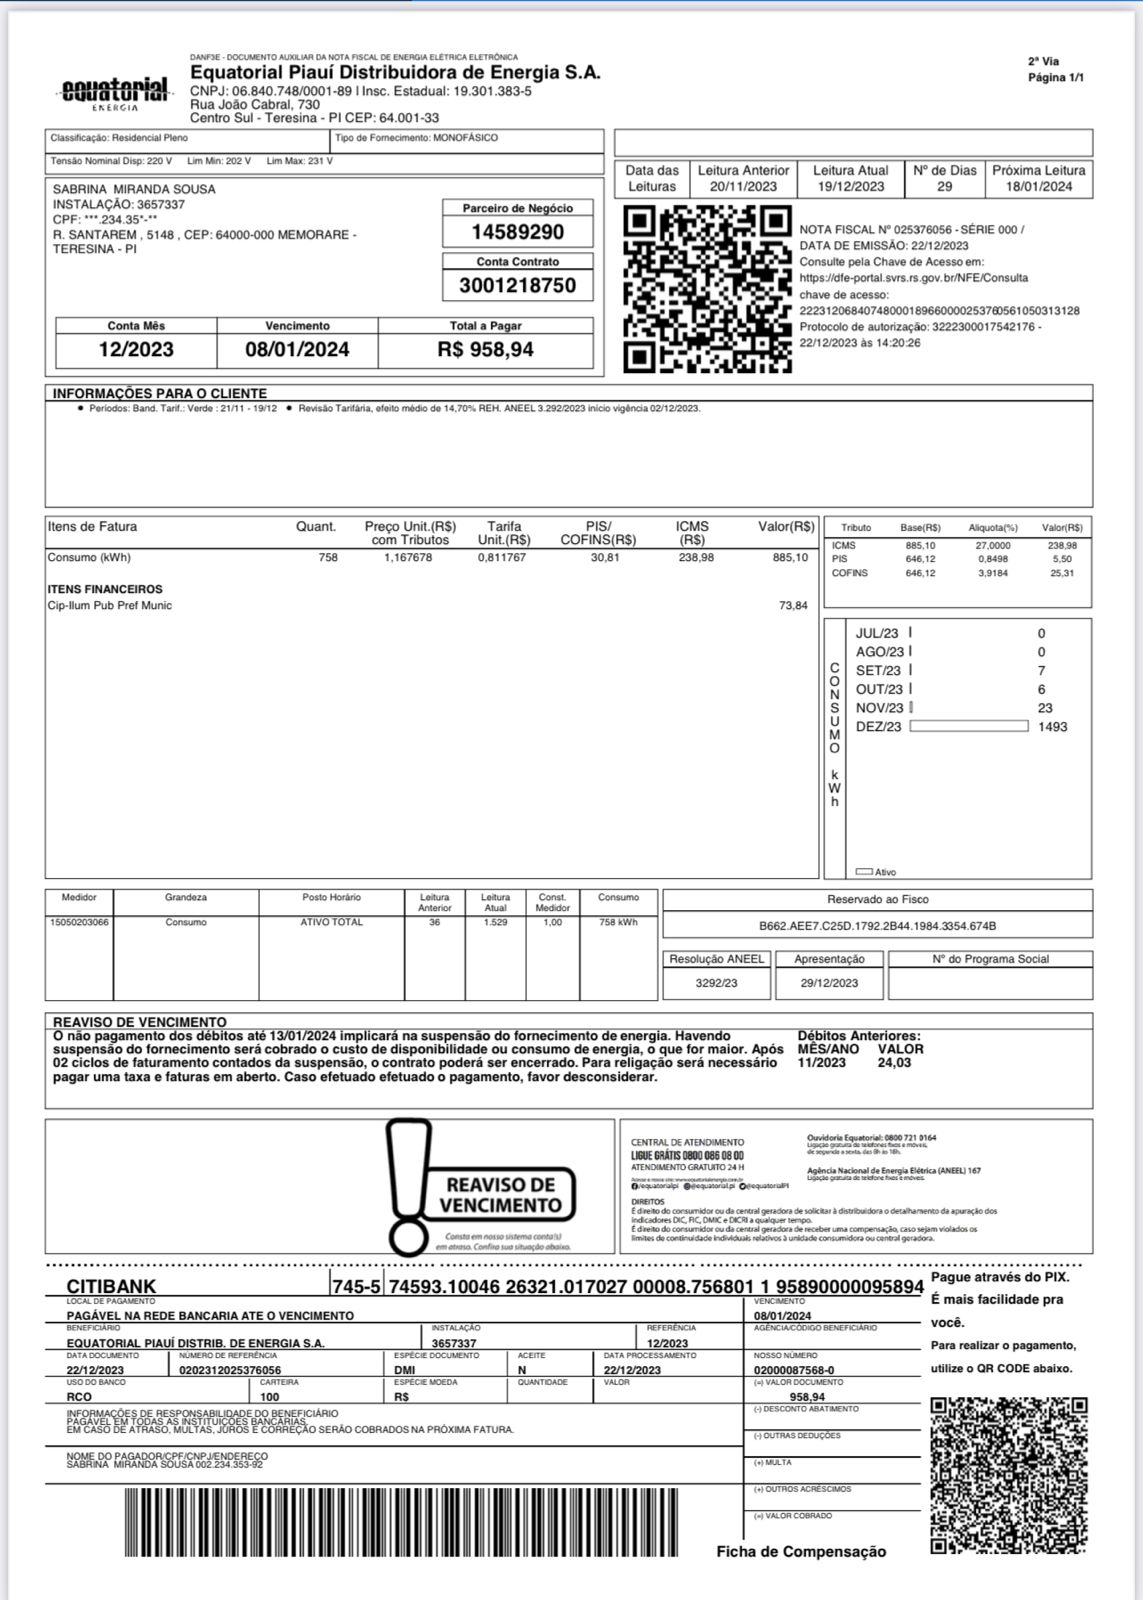 DANF3E - DOCUMENTO AUXILIAR DA NOTA FISCAL DE ENERGIA ELÉTRICA ELETRÔNICA
equatorial
ENERGIA
Equatorial Piauí Distribuidora de Energia S.A.
CNPJ: 06.840.748/0001-89 | Insc. Estadual: 19.301.383-5
Rua João Cabral, 730
Centro Sul - Teresina - PI CEP: 64.001-33
2ª Via
Página 1/1
Classificação: Residencial Pleno
Tipo de Fornecimento: MONOFÁSICO
Tensão Nominal Disp: 220 V Lim Min: 202 V Lim Max: 231 V
Data das Leituras
Leitura Anterior 20/11/2023
Leitura Atual 19/12/2023
Nº de Dias 29
Próxima Leitura 18/01/2024
SABRINA MIRANDA SOUSA
INSTALAÇÃO: 3657337
CPF: ***.234.35*-**
R. SANTAREM , 5148 , CEP: 64000-000 MEMORARE -
TERESINA - PI
Parceiro de Negócio
14589290
Conta Contrato
3001218750
Conta Mês Vencimento Total a Pagar
12/2023 08/01/2024 R$ 958,94
NOTA FISCAL Nº 025376056 - SÉRIE 000 /
DATA DE EMISSÃO: 22/12/2023
Consulte pela Chave de Acesso em:
https://dfe-portal.svrs.rs.gov.br/NFE/Consulta
chave de acesso:
22231206840748000189660000253760561050313128
Protocolo de autorização: 3222300017542176 -
22/12/2023 às 14:20:26
INFORMAÇÕES PARA O CLIENTE
• Períodos: Band. Tarif.: Verde : 21/11 - 19/12 • Revisão Tarifária, efeito médio de 14,70% REH. ANEEL 3.292/2023 início vigência 02/12/2023.
Itens de Fatura Quant. Preço Unit.(R$) com Tributos Tarifa Unit.(R$) PIS/ COFINS(R$) ICMS (R$) Valor(R$)
Consumo (kWh) 758 1,167678 0,811767 30,81 238,98 885,10
ITENS FINANCEIROS
Cip-Ilum Pub Pref Munic 73,84
Tributo Base(R$) Aliquota(%) Valor(R$)
ICMS 885,10 27,0000 238,98
PIS 646,12 0,8498 5,50
COFINS 646,12 3,9184 25,31
CONSUMO kWh
JUL/23 0
AGO/23 0
SET/23 7
OUT/23 6
NOV/23 23
DEZ/23 1493
Ativo
Medidor Grandeza Posto Horário Leitura Anterior Leitura Atual Const. Medidor Consumo
15050203066 Consumo ATIVO TOTAL 36 1.529 1,00 758 kWh
Reservado ao Fisco
B662.AEE7.C25D.1792.2B44.1984.3354.674B
Resolução ANEEL Apresentação Nº do Programa Social
3292/23 29/12/2023
REAVISO DE VENCIMENTO
O não pagamento dos débitos até 13/01/2024 implicará na suspensão do fornecimento de energia. Havendo
suspensão do fornecimento será cobrado o custo de disponibilidade ou consumo de energia, o que for maior. Após
02 ciclos de faturamento contados da suspensão, o contrato poderá ser encerrado. Para religação será necessário
pagar uma taxa e faturas em aberto. Caso efetuado efetuado o pagamento, favor desconsiderar.
Débitos Anteriores:
MÊS/ANO VALOR
11/2023 24,03
REAVISO DE
VENCIMENTO
Consta em nosso sistema conta(s)
em atraso. Confira sua situação abaixo.
CENTRAL DE ATENDIMENTO
LIGUE GRÁTIS 0800 086 08 00
ATENDIMENTO GRATUITO 24 H
Acesse o nosso site: www.equatorialenergia.com.br
/equatorialpi @equatorial.pi @equatorialPI
Ouvidoria Equatorial: 0800 721 0164
Ligação gratuita de telefones fixos e móveis,
de segunda a sexta, das 8h às 18h.
Agência Nacional de Energia Elétrica (ANEEL) 167
Ligação gratuita de telefone fixos e móveis.
DIREITOS
É direito do consumidor ou da central geradora de solicitar à distribuidora o detalhamento da apuração dos
indicadores DIC, FIC, DMIC e DICRI a qualquer tempo.
É direito do consumidor ou da central geradora de receber uma compensação, caso sejam violados os
limites de continuidade individuais relativos à unidade consumidora ou central geradora.
CITIBANK 745-5 74593.10046 26321.017027 00008.756801 1 95890000095894
LOCAL DE PAGAMENTO
PAGÁVEL NA REDE BANCARIA ATE O VENCIMENTO
VENCIMENTO
08/01/2024
BENEFICIÁRIO INSTALAÇÃO REFERÊNCIA AGÊNCIA/CÓDIGO BENEFICIÁRIO
EQUATORIAL PIAUÍ DISTRIB. DE ENERGIA S.A. 3657337 12/2023
DATA DOCUMENTO NÚMERO DE REFERÊNCIA ESPÉCIE DOCUMENTO ACEITE DATA PROCESSAMENTO NOSSO NÚMERO
22/12/2023 0202312025376056 DMI N 22/12/2023 02000087568-0
USO DO BANCO CARTEIRA ESPÉCIE MOEDA QUANTIDADE VALOR (=) VALOR DOCUMENTO
RCO 100 R$ 958,94
INFORMAÇÕES DE RESPONSABILIDADE DO BENEFICIÁRIO
PAGÁVEL EM TODAS AS INSTITUIÇÕES BANCÁRIAS.
EM CASO DE ATRASO, MULTAS, JUROS E CORREÇÃO SERÃO COBRADOS NA PRÓXIMA FATURA.
(-) DESCONTO ABATIMENTO
(-) OUTRAS DEDUÇÕES
(+) MULTA
(+) OUTROS ACRÉSCIMOS
(=) VALOR COBRADO
NOME DO PAGADOR/CPF/CNPJ/ENDEREÇO
SABRINA MIRANDA SOUSA 002.234.353-92
Ficha de Compensação
Pague através do PIX.
É mais facilidade pra
você.
Para realizar o pagamento,
utilize o QR CODE abaixo.